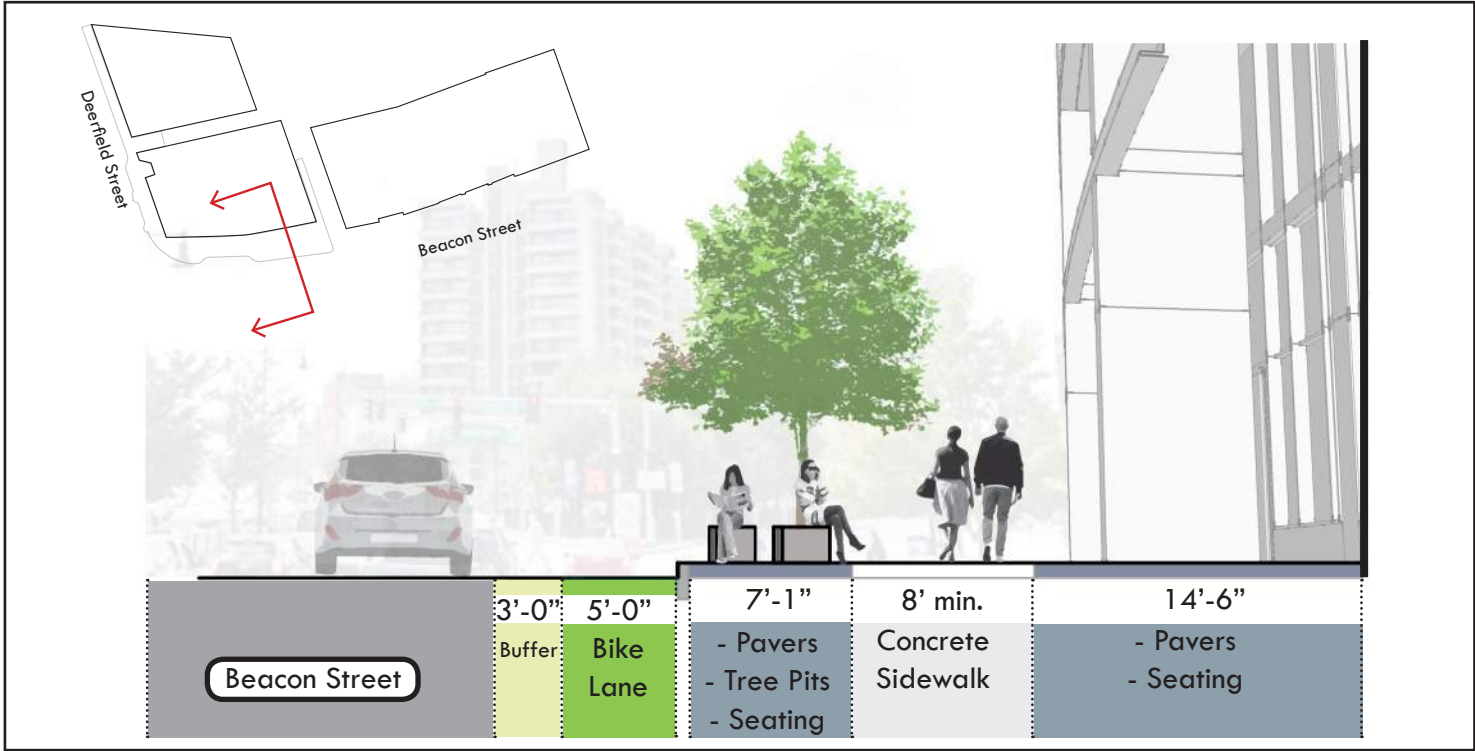 Deerfield Street
Beacon Street
3’-0”
5’-0”
7’-1”
8’ min.
14’-6”
Beacon Street
Buffer
Bike
Lane
- Pavers
- Tree Pits
- Seating
Concrete
Sidewalk
- Pavers
- Seating